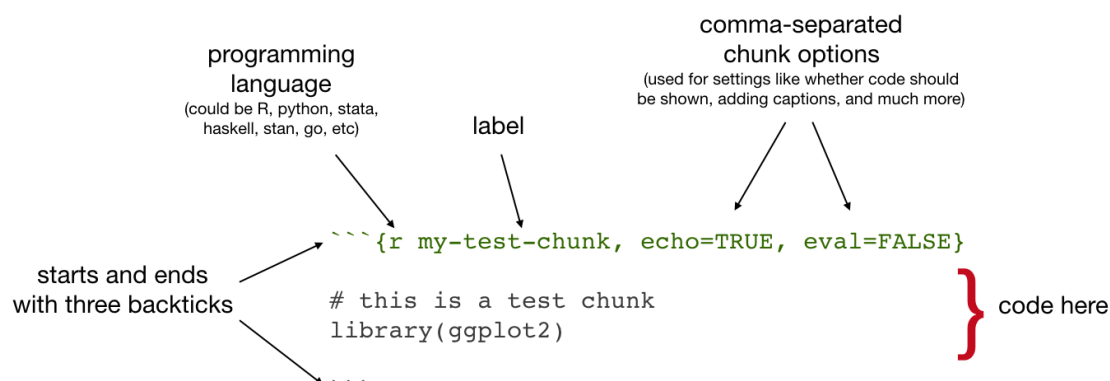 comma-separated
chunk options
(used for settings like whether code should
be shown, adding captions, and much more)
programming
language
(could be R, python, stata,
haskell, stan, go, etc)
label
```{r my-test-chunk, echo=TRUE, eval=FALSE}
starts and ends
with three backticks
# this is a test chunk
library(ggplot2)
code here
```